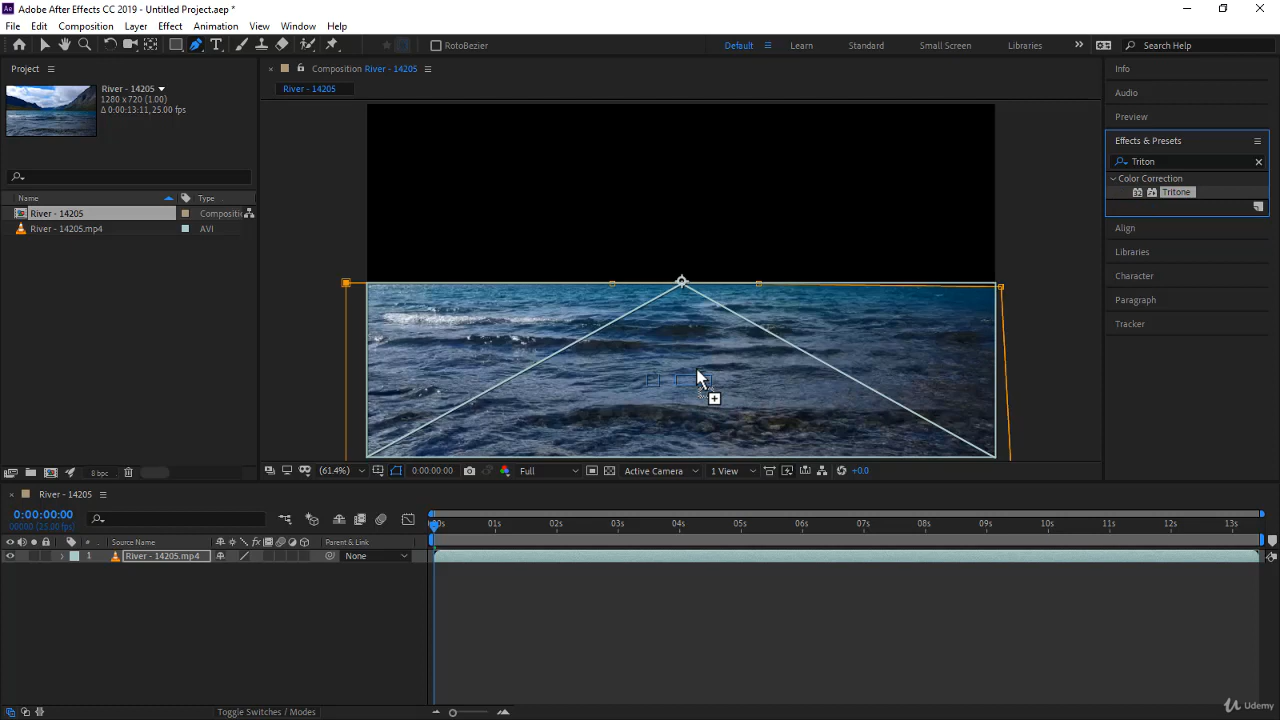 Adobe After Effects CC 2019 - Untitled Project.aep *
File Edit Composition Layer Effect Animation View Window Help
RotoBezier
Default Learn Standard Small Screen Libraries
Search Help
Project
Composition River - 14205
Info
River - 14205
1280 x 720 (1.00)
Δ 0:00:13:11, 25.00 fps
River - 14205
Audio
Preview
Effects & Presets
Triton
Color Correction
32 Tritone
Align
Libraries
Character
Paragraph
Tracker
Name Type
River - 14205 Compositi
River - 14205.mp4 AVI
8 bpc
(61.4%) 0:00:00:00 Full Active Camera 1 View +0.0
River - 14205
0:00:00:00
00000 (25.00 fps)
:00s 01s 02s 03s 04s 05s 06s 07s 08s 09s 10s 11s 12s 13s
# Source Name fx Parent & Link
1 River - 14205.mp4 None
Toggle Switches / Modes
Udemy